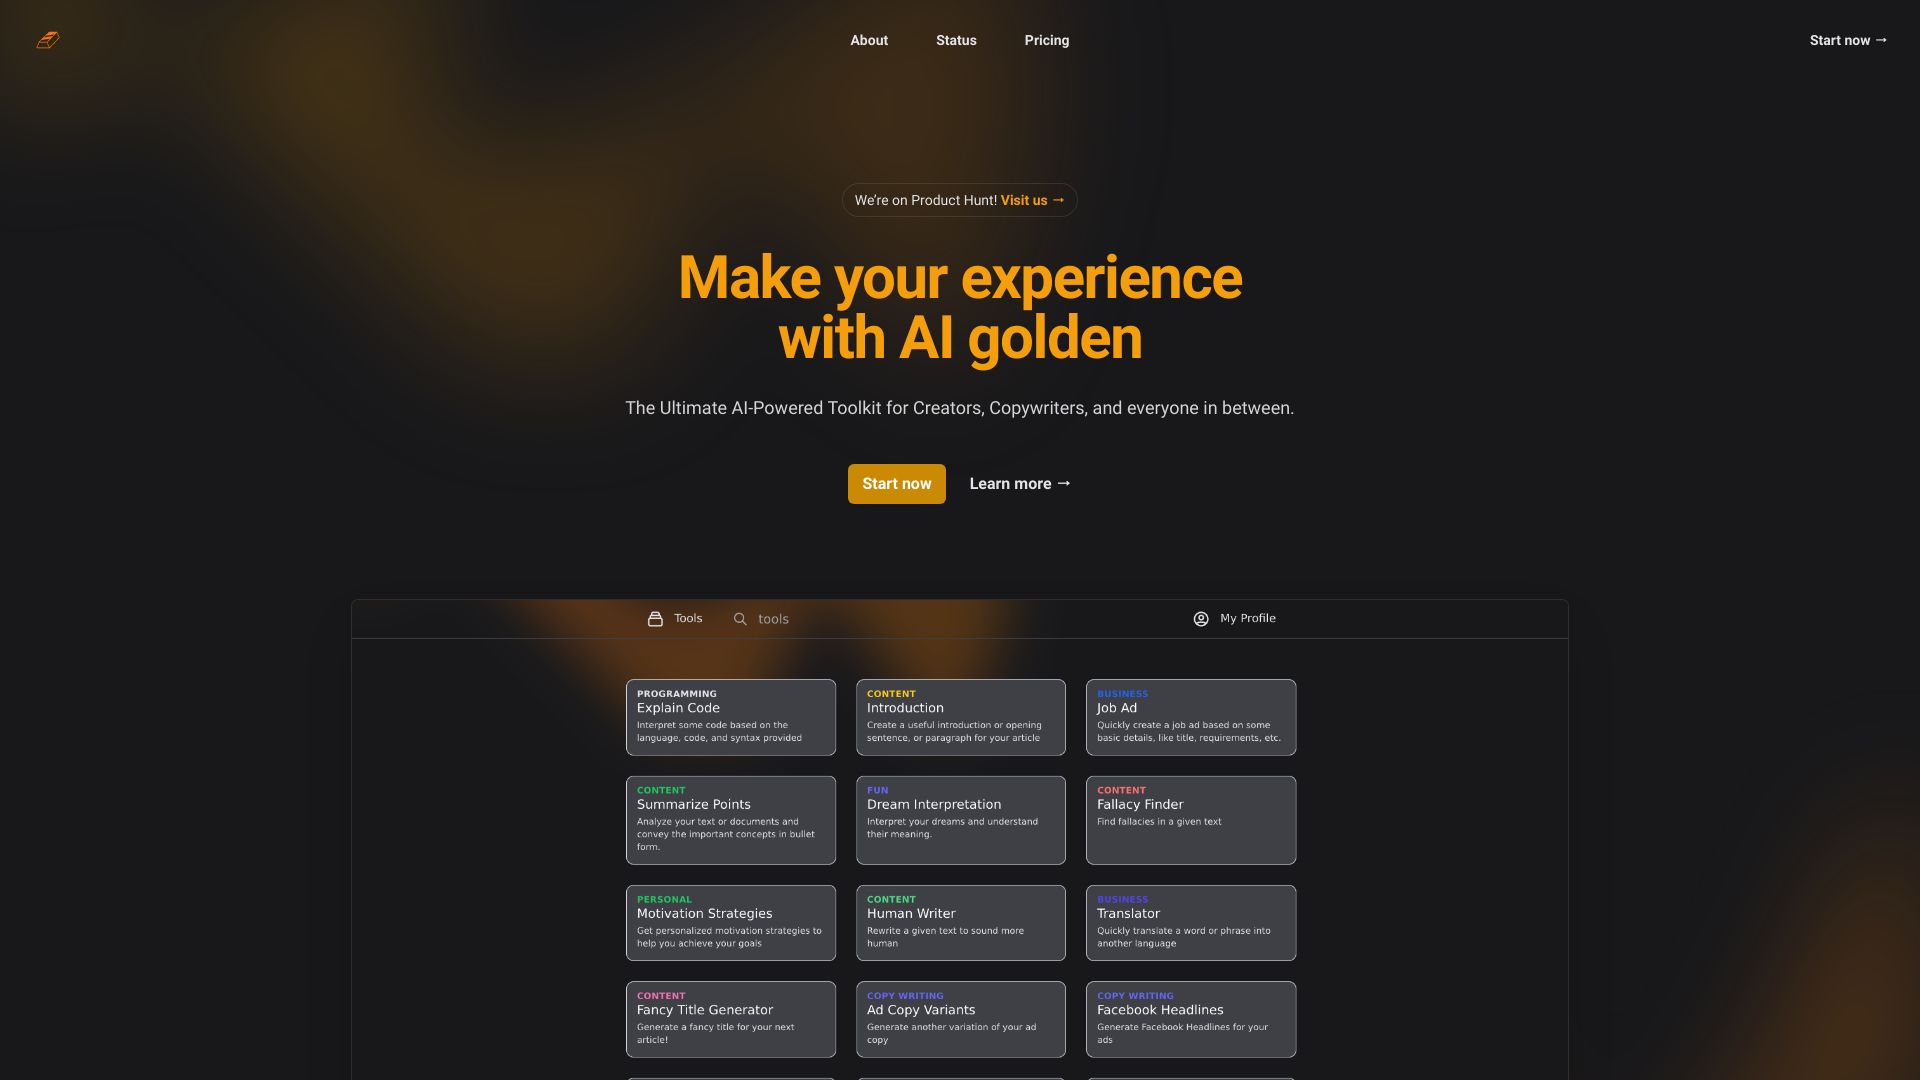 About
Status
Pricing
Start now →
We're on Product Hunt! Visit us →
Make your experience
with AI golden
The Ultimate AI-Powered Toolkit for Creators, Copywriters, and everyone in between.
Start now
Learn more →
Tools
tools
My Profile
PROGRAMMING
Explain Code
Interpret some code based on the
language, code, and syntax provided
CONTENT
Introduction
Create a useful introduction or opening
sentence, or paragraph for your article
BUSINESS
Job Ad
Quickly create a job ad based on some
basic details, like title, requirements, etc.
CONTENT
Summarize Points
Analyze your text or documents and
convey the important concepts in bullet
form.
FUN
Dream Interpretation
Interpret your dreams and understand
their meaning.
CONTENT
Fallacy Finder
Find fallacies in a given text
PERSONAL
Motivation Strategies
Get personalized motivation strategies to
help you achieve your goals
CONTENT
Human Writer
Rewrite a given text to sound more
human
BUSINESS
Translator
Quickly translate a word or phrase into
another language
CONTENT
Fancy Title Generator
Generate a fancy title for your next
article!
COPY WRITING
Ad Copy Variants
Generate another variation of your ad
copy
COPY WRITING
Facebook Headlines
Generate Facebook Headlines for your
ads